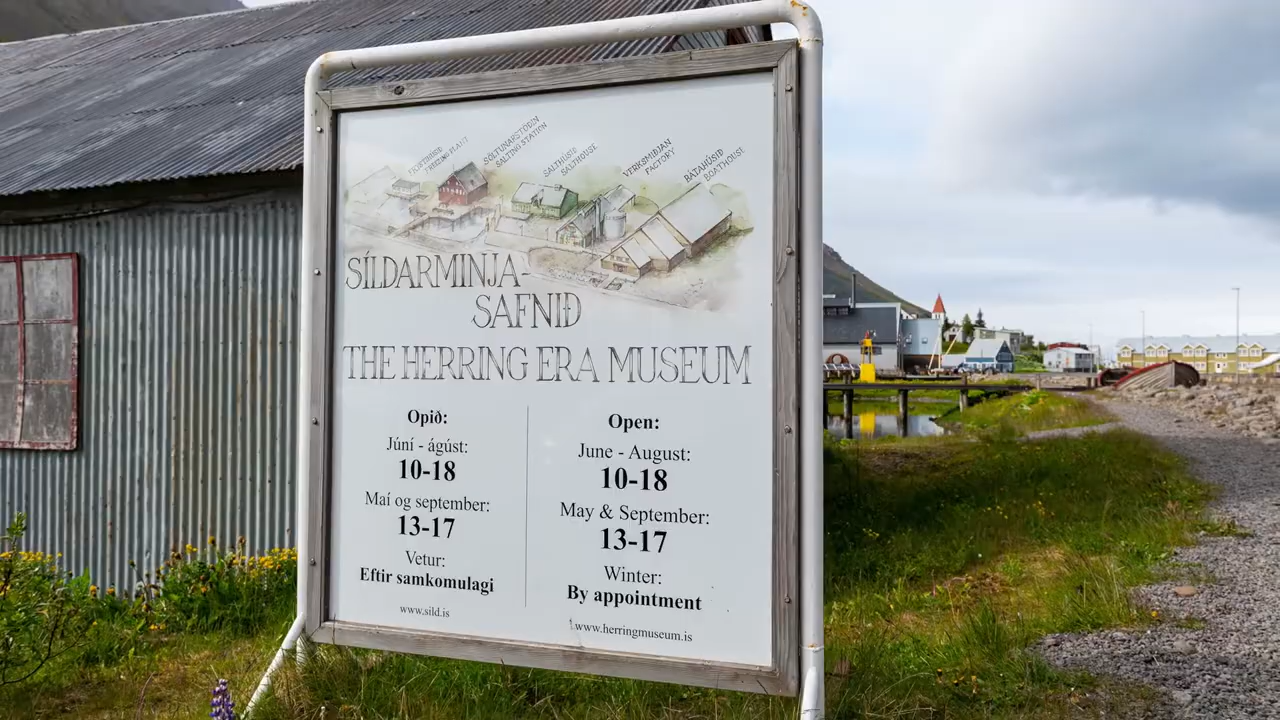 FRYSTIHÚSIÐ
FREEZING PLANT
SÖLTUNARSTÖÐIN
SALTING STATION
SALTHÚSIÐ
SALTHOUSE
VERKSMIÐJAN
FACTORY
BÁTAHÚSIÐ
BOATHOUSE
SÍLDARMINJA-
SAFNIÐ
THE HERRING ERA MUSEUM
Opið:
Júní - ágúst:
10-18
Maí og september:
13-17
Vetur:
Eftir samkomulagi
www.sild.is
Open:
June - August:
10-18
May & September:
13-17
Winter:
By appointment
www.herringmuseum.is